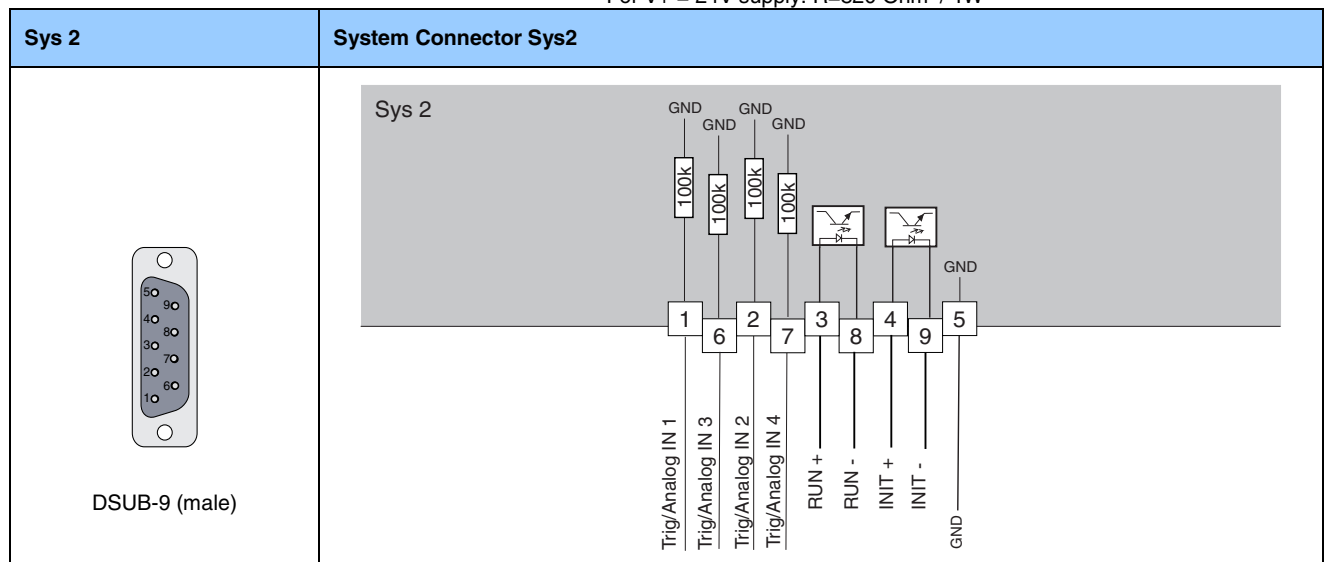 Sys 2
System Connector Sys2
Sys 2
GND
GND
GND
GND
100k
100k
100k
100k
GND
1
6
2
7
3
8
4
9
5
Trig/Analog IN 1
Trig/Analog IN 3
Trig/Analog IN 2
Trig/Analog IN 4
RUN +
RUN -
INIT +
INIT -
GND
5
9
4
8
3
7
2
6
1
DSUB-9 (male)